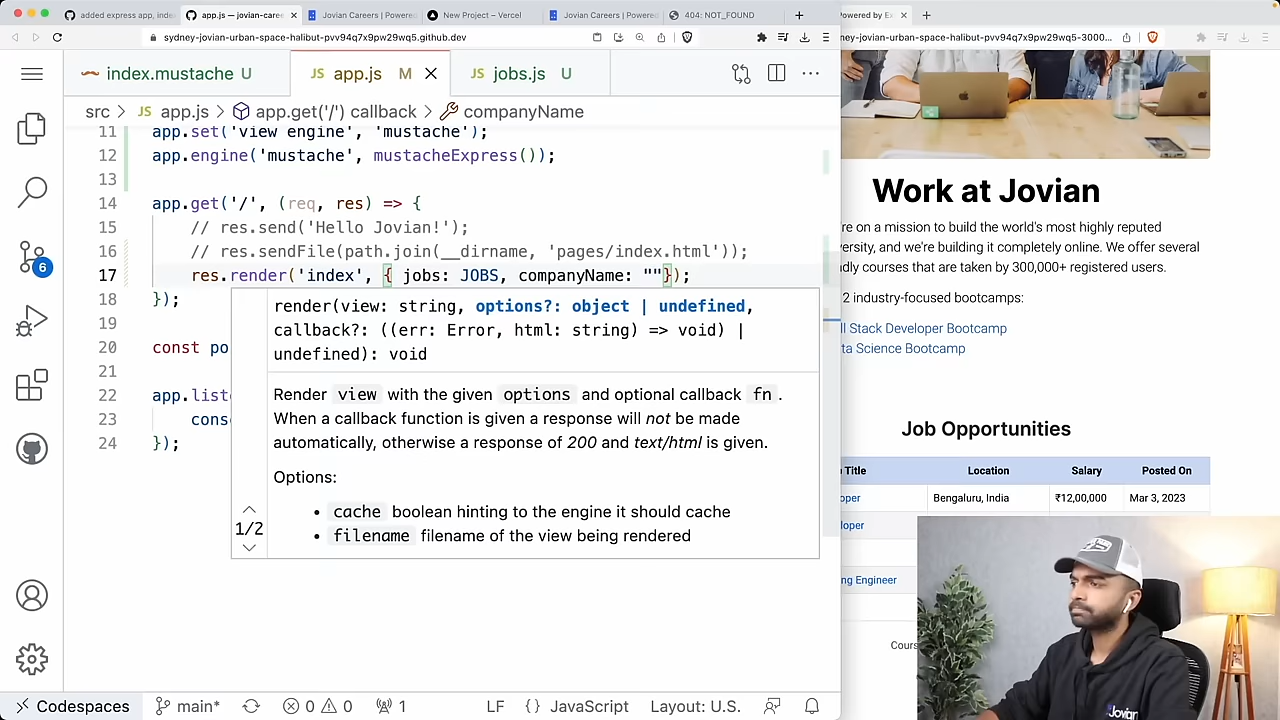 added express app, inde
app.js — jovian-caree
Jovian Careers | Powered
New Project – Vercel
Jovian Careers | Powered
404: NOT_FOUND
Powered by Ex
sydney-jovian-urban-space-halibut-pvv94q7x9pw29wq5.github.dev
sydney-jovian-urban-space-halibut-pvv94q7x9pw29wq5-3000...
index.mustache U
JS app.js M
JS jobs.js U
src > JS app.js > app.get('/') callback > companyName
11 app.set('view engine', 'mustache');
12 app.engine('mustache', mustacheExpress());
13
14 app.get('/', (req, res) => {
15 // res.send('Hello Jovian!');
16 // res.sendFile(path.join(__dirname, 'pages/index.html'));
17 res.render('index', { jobs: JOBS, companyName: ""});
18 });
19
20 const po
21
22 app.list
23 cons
24 });
render(view: string, options?: object | undefined,
callback?: ((err: Error, html: string) => void) |
undefined): void
Render view with the given options and optional callback fn .
When a callback function is given a response will not be made
automatically, otherwise a response of 200 and text/html is given.
Options:
• cache boolean hinting to the engine it should cache
• filename filename of the view being rendered
1/2
6
Codespaces
main*
0 0
1
LF
{} JavaScript
Layout: U.S.
Work at Jovian
re on a mission to build the world's most highly reputed
ersity, and we're building it completely online. We offer several
dly courses that are taken by 300,000+ registered users.
2 industry-focused bootcamps:
ll Stack Developer Bootcamp
ta Science Bootcamp
Job Opportunities
Title Location Salary Posted On
oper Bengaluru, India ₹12,00,000 Mar 3, 2023
loper
ng Engineer
Cours
Jovian